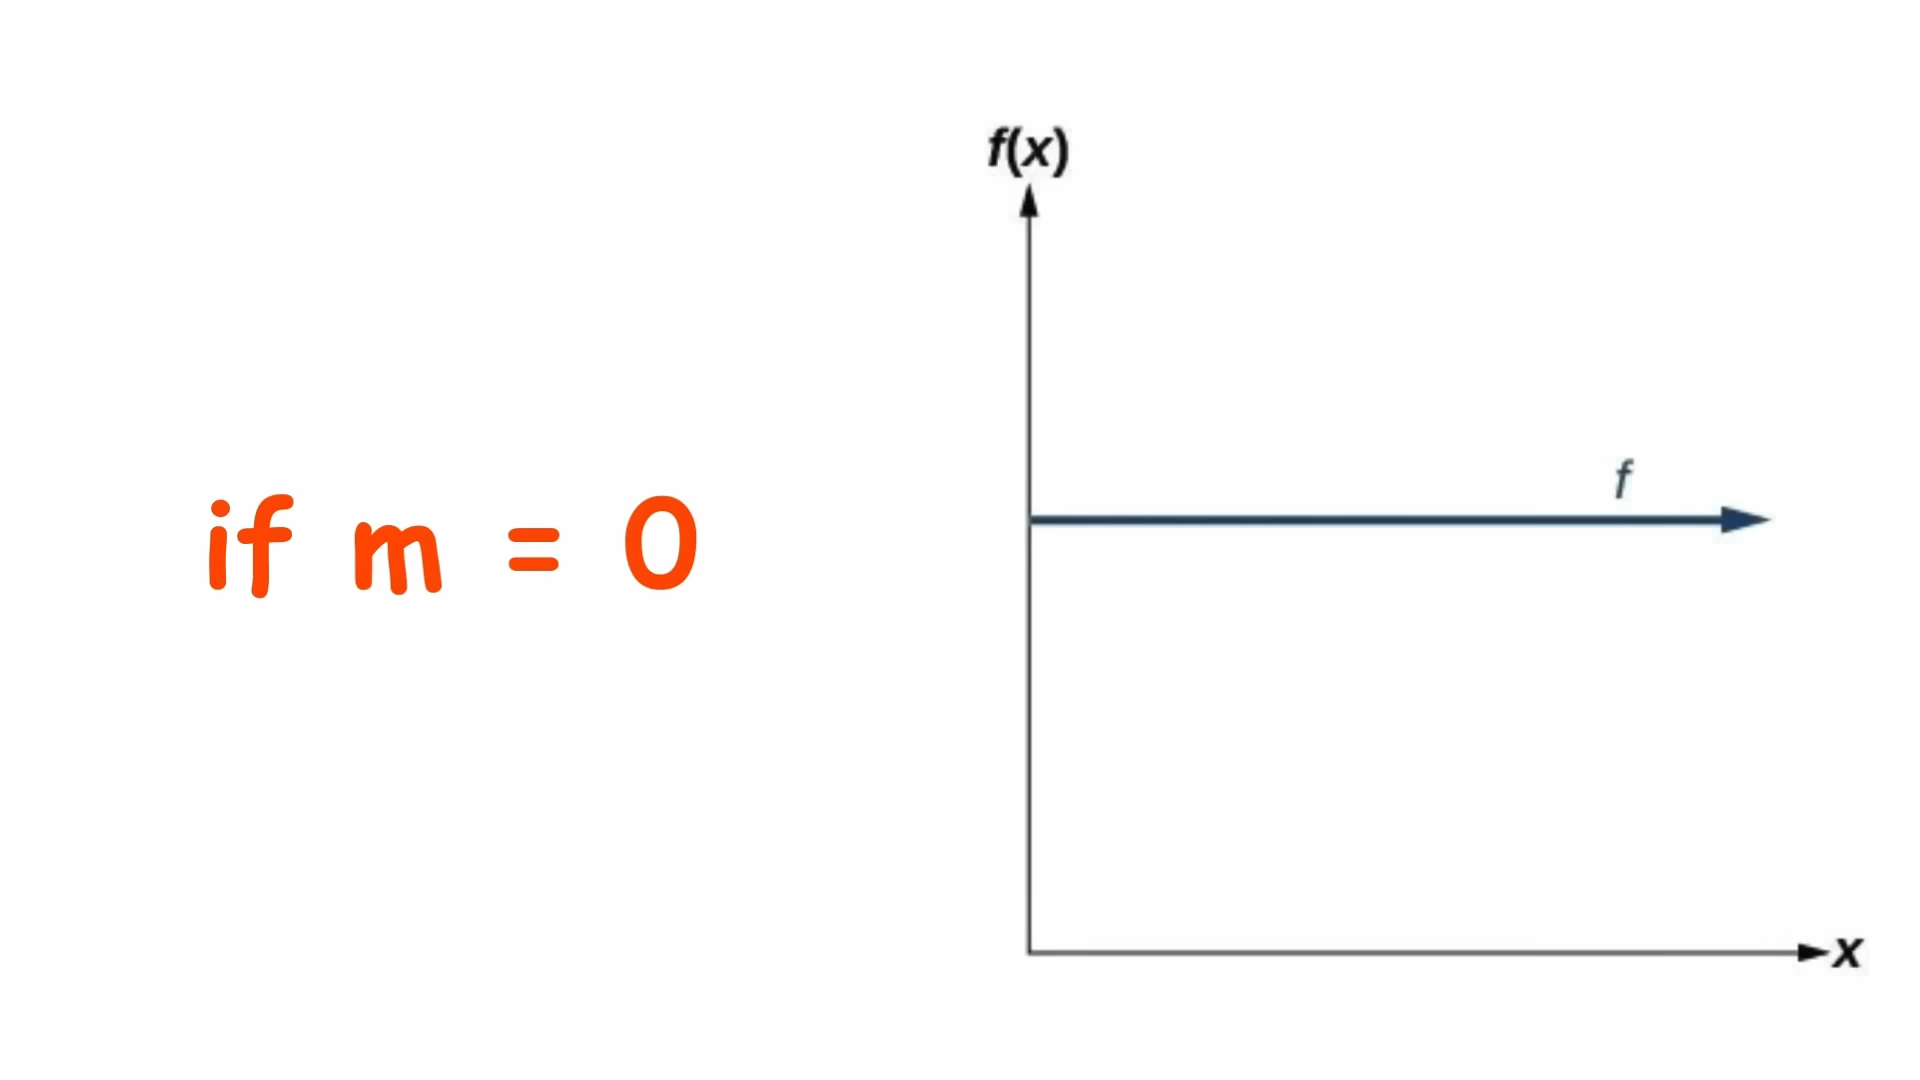 if m = 0
f(x)
f
x